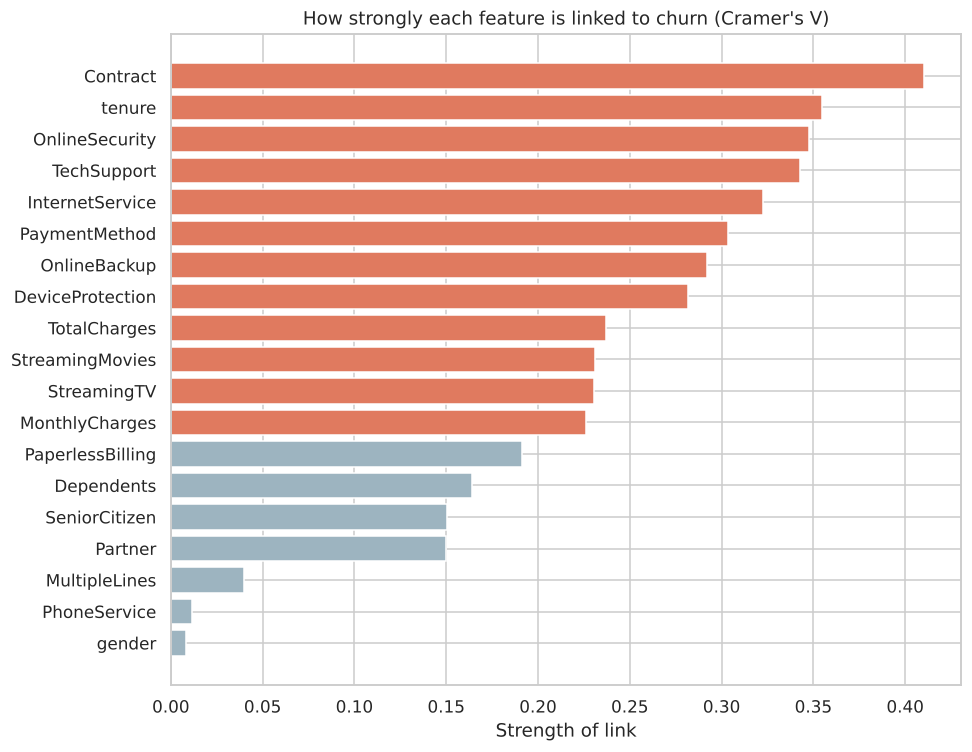 How strongly each feature is linked to churn (Cramer's V)
Contract
tenure
OnlineSecurity
TechSupport
InternetService
PaymentMethod
OnlineBackup
DeviceProtection
TotalCharges
StreamingMovies
StreamingTV
MonthlyCharges
PaperlessBilling
Dependents
SeniorCitizen
Partner
MultipleLines
PhoneService
gender
0.00 0.05 0.10 0.15 0.20 0.25 0.30 0.35 0.40
Strength of link